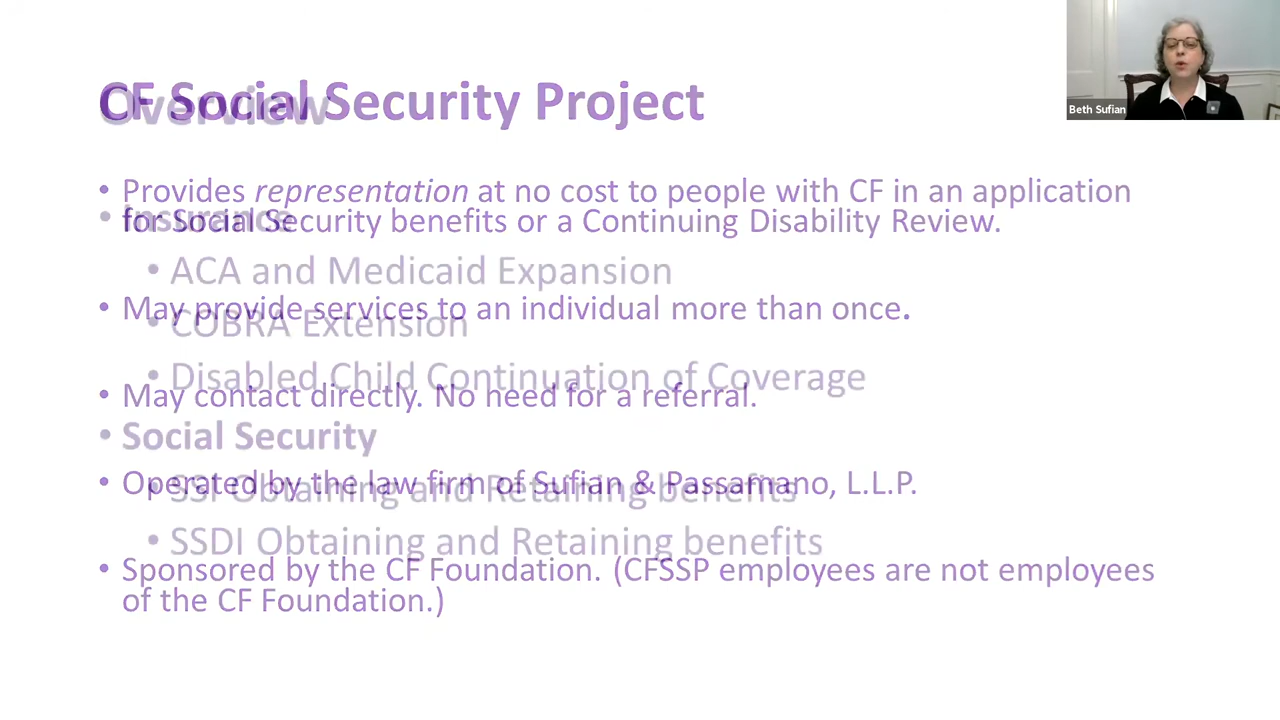 CF Social Security Project
Overview
• Provides representation at no cost to people with CF in an application
for Social Security benefits or a Continuing Disability Review.
• Insurance
• ACA and Medicaid Expansion
• May provide services to an individual more than once.
• COBRA Extension
• Disabled Child Continuation of Coverage
• May contact directly. No need for a referral.
• Social Security
• Operated by the law firm of Sufian & Passamano, L.L.P.
• SSI Obtaining and Retaining benefits
• SSDI Obtaining and Retaining benefits
• Sponsored by the CF Foundation. (CFSSP employees are not employees
of the CF Foundation.)
Beth Sufian